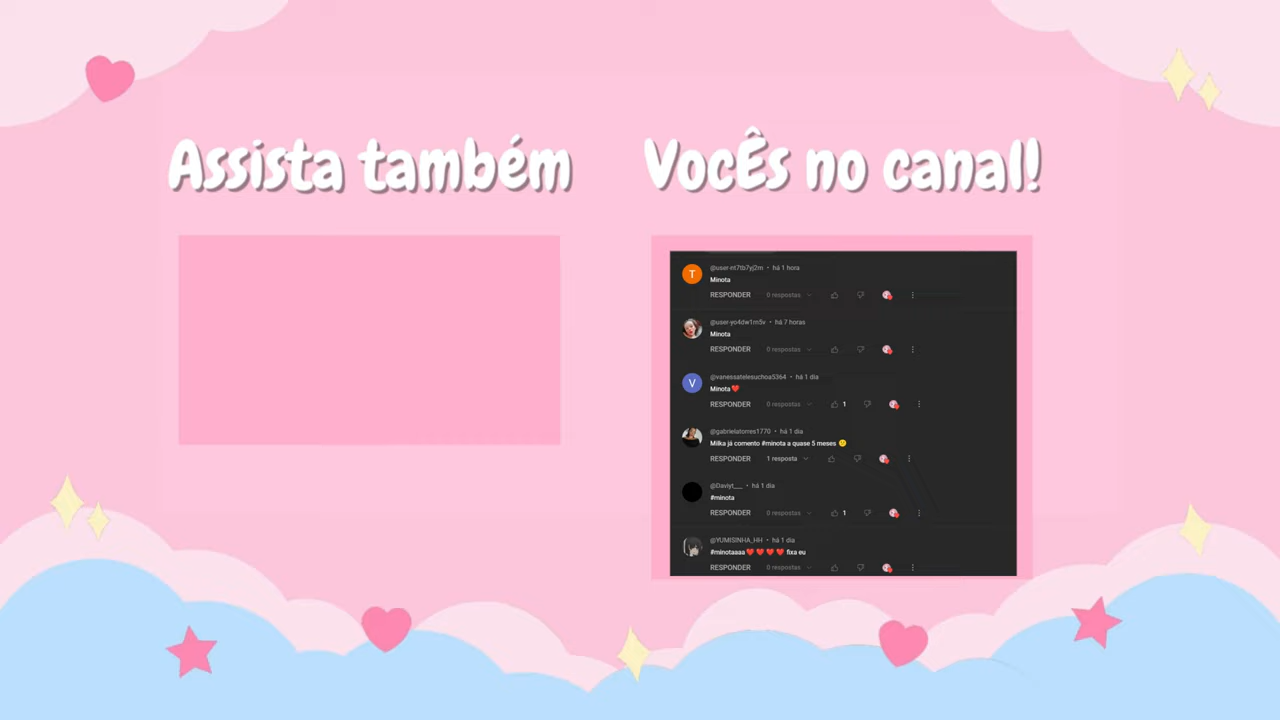 Assista também
VocÊs no canal!
T
@user-nt7tb7yj2m • há 1 hora
Minota
RESPONDER 0 respostas
@user-yo4dw1m5v • há 7 horas
Minota
RESPONDER 0 respostas
V
@vanessatelesuchoa5364 • há 1 dia
Minota❤️
RESPONDER 0 respostas 1
@gabrielatorres1770 • há 1 dia
Milka já comento #minota a quase 5 meses 😕
RESPONDER 1 resposta
@Daviyt___ • há 1 dia
#minota
RESPONDER 0 respostas 1
@YUMISINHA_HH • há 1 dia
#minotaaaa❤️❤️❤️❤️ fixa eu
RESPONDER 0 respostas